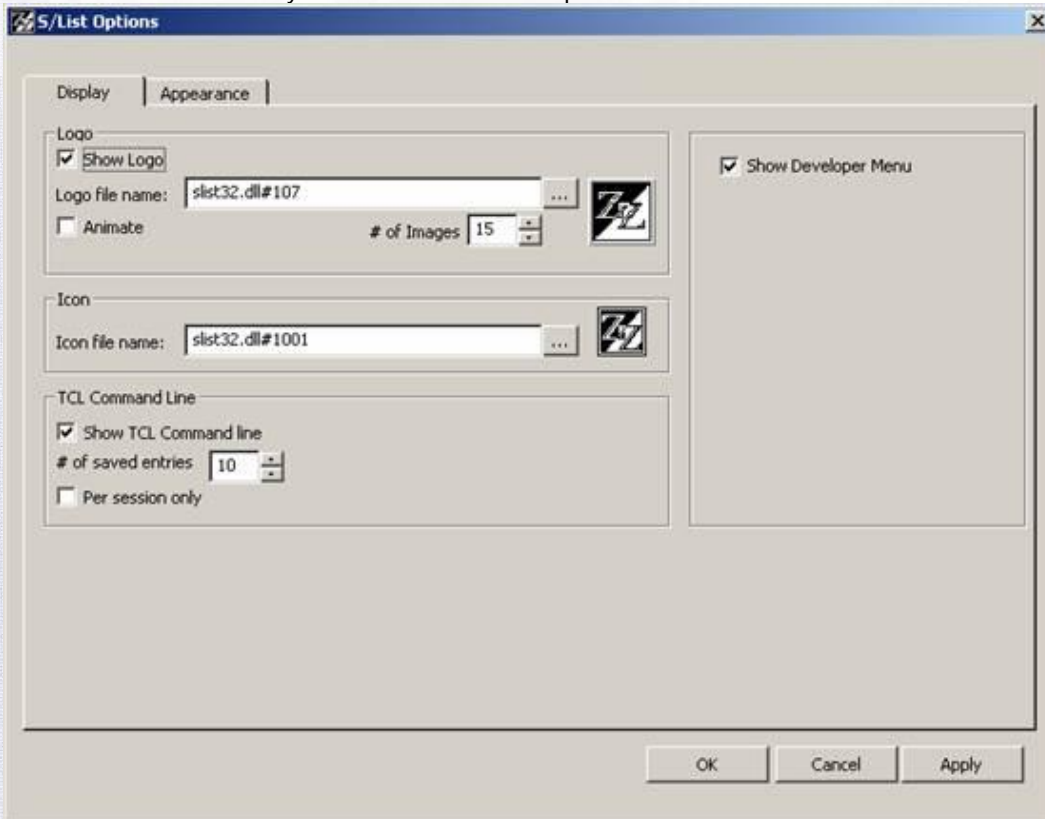 S/List Options
Display
Appearance
Logo
Show Logo
Logo file name:
slist32.dll#107
...
Animate
# of Images
15
Show Developer Menu
Icon
Icon file name:
slist32.dll#1001
...
TCL Command Line
Show TCL Command line
# of saved entries
10
Per session only
OK
Cancel
Apply